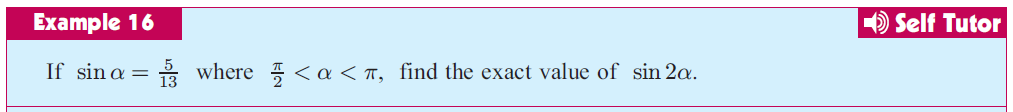 Example 16
Self Tutor
If sin α = 5/13 where π/2 < α < π, find the exact value of sin 2α.